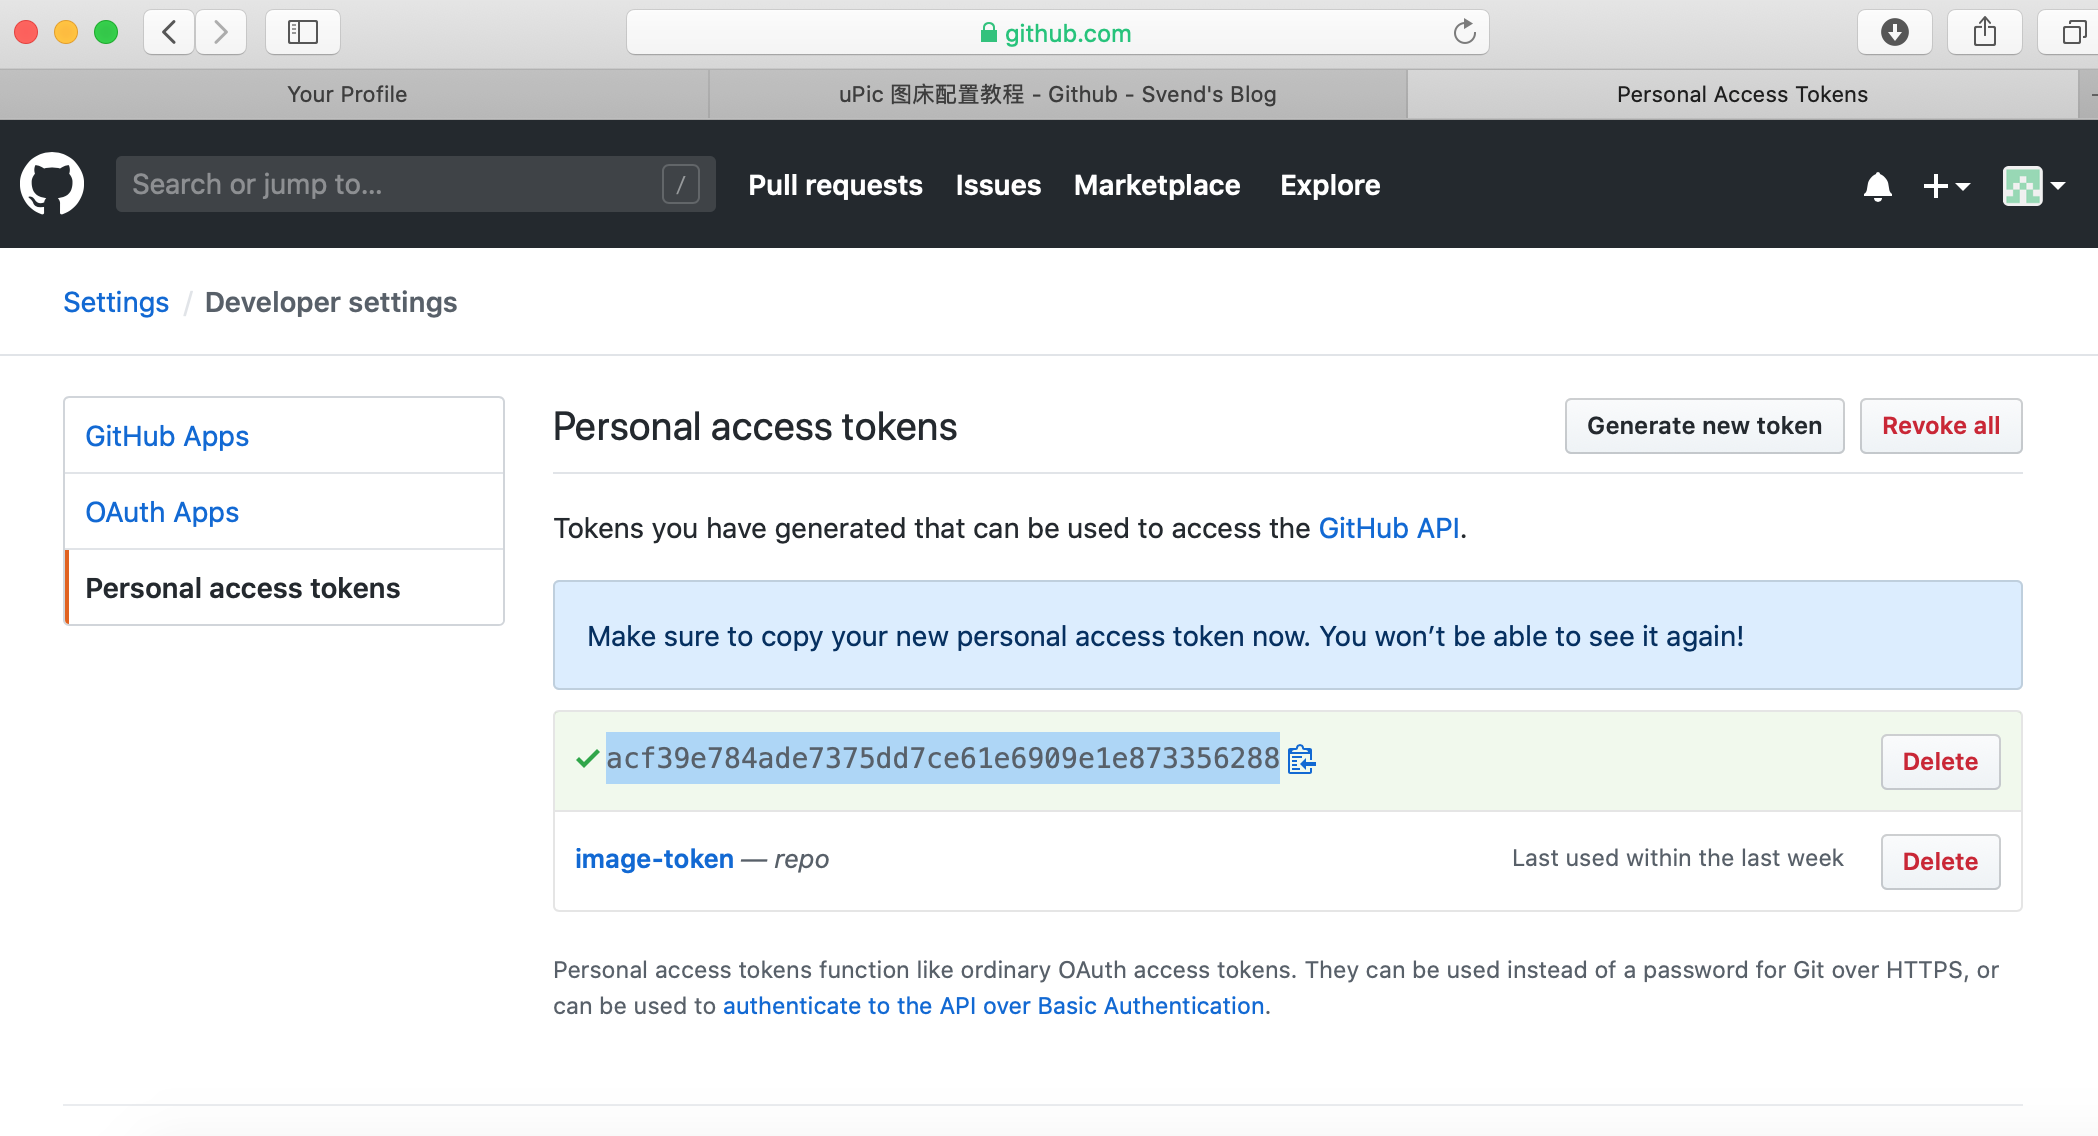 github.com
Your Profile
uPic 图床配置教程 - Github - Svend's Blog
Personal Access Tokens
Search or jump to...
/
Pull requests
Issues
Marketplace
Explore
Settings / Developer settings
GitHub Apps
OAuth Apps
Personal access tokens
Personal access tokens
Generate new token
Revoke all
Tokens you have generated that can be used to access the GitHub API.
Make sure to copy your new personal access token now. You won’t be able to see it again!
acf39e784ade7375dd7ce61e6909e1e873356288
Delete
image-token — repo
Last used within the last week
Delete
Personal access tokens function like ordinary OAuth access tokens. They can be used instead of a password for Git over HTTPS, or
can be used to authenticate to the API over Basic Authentication.